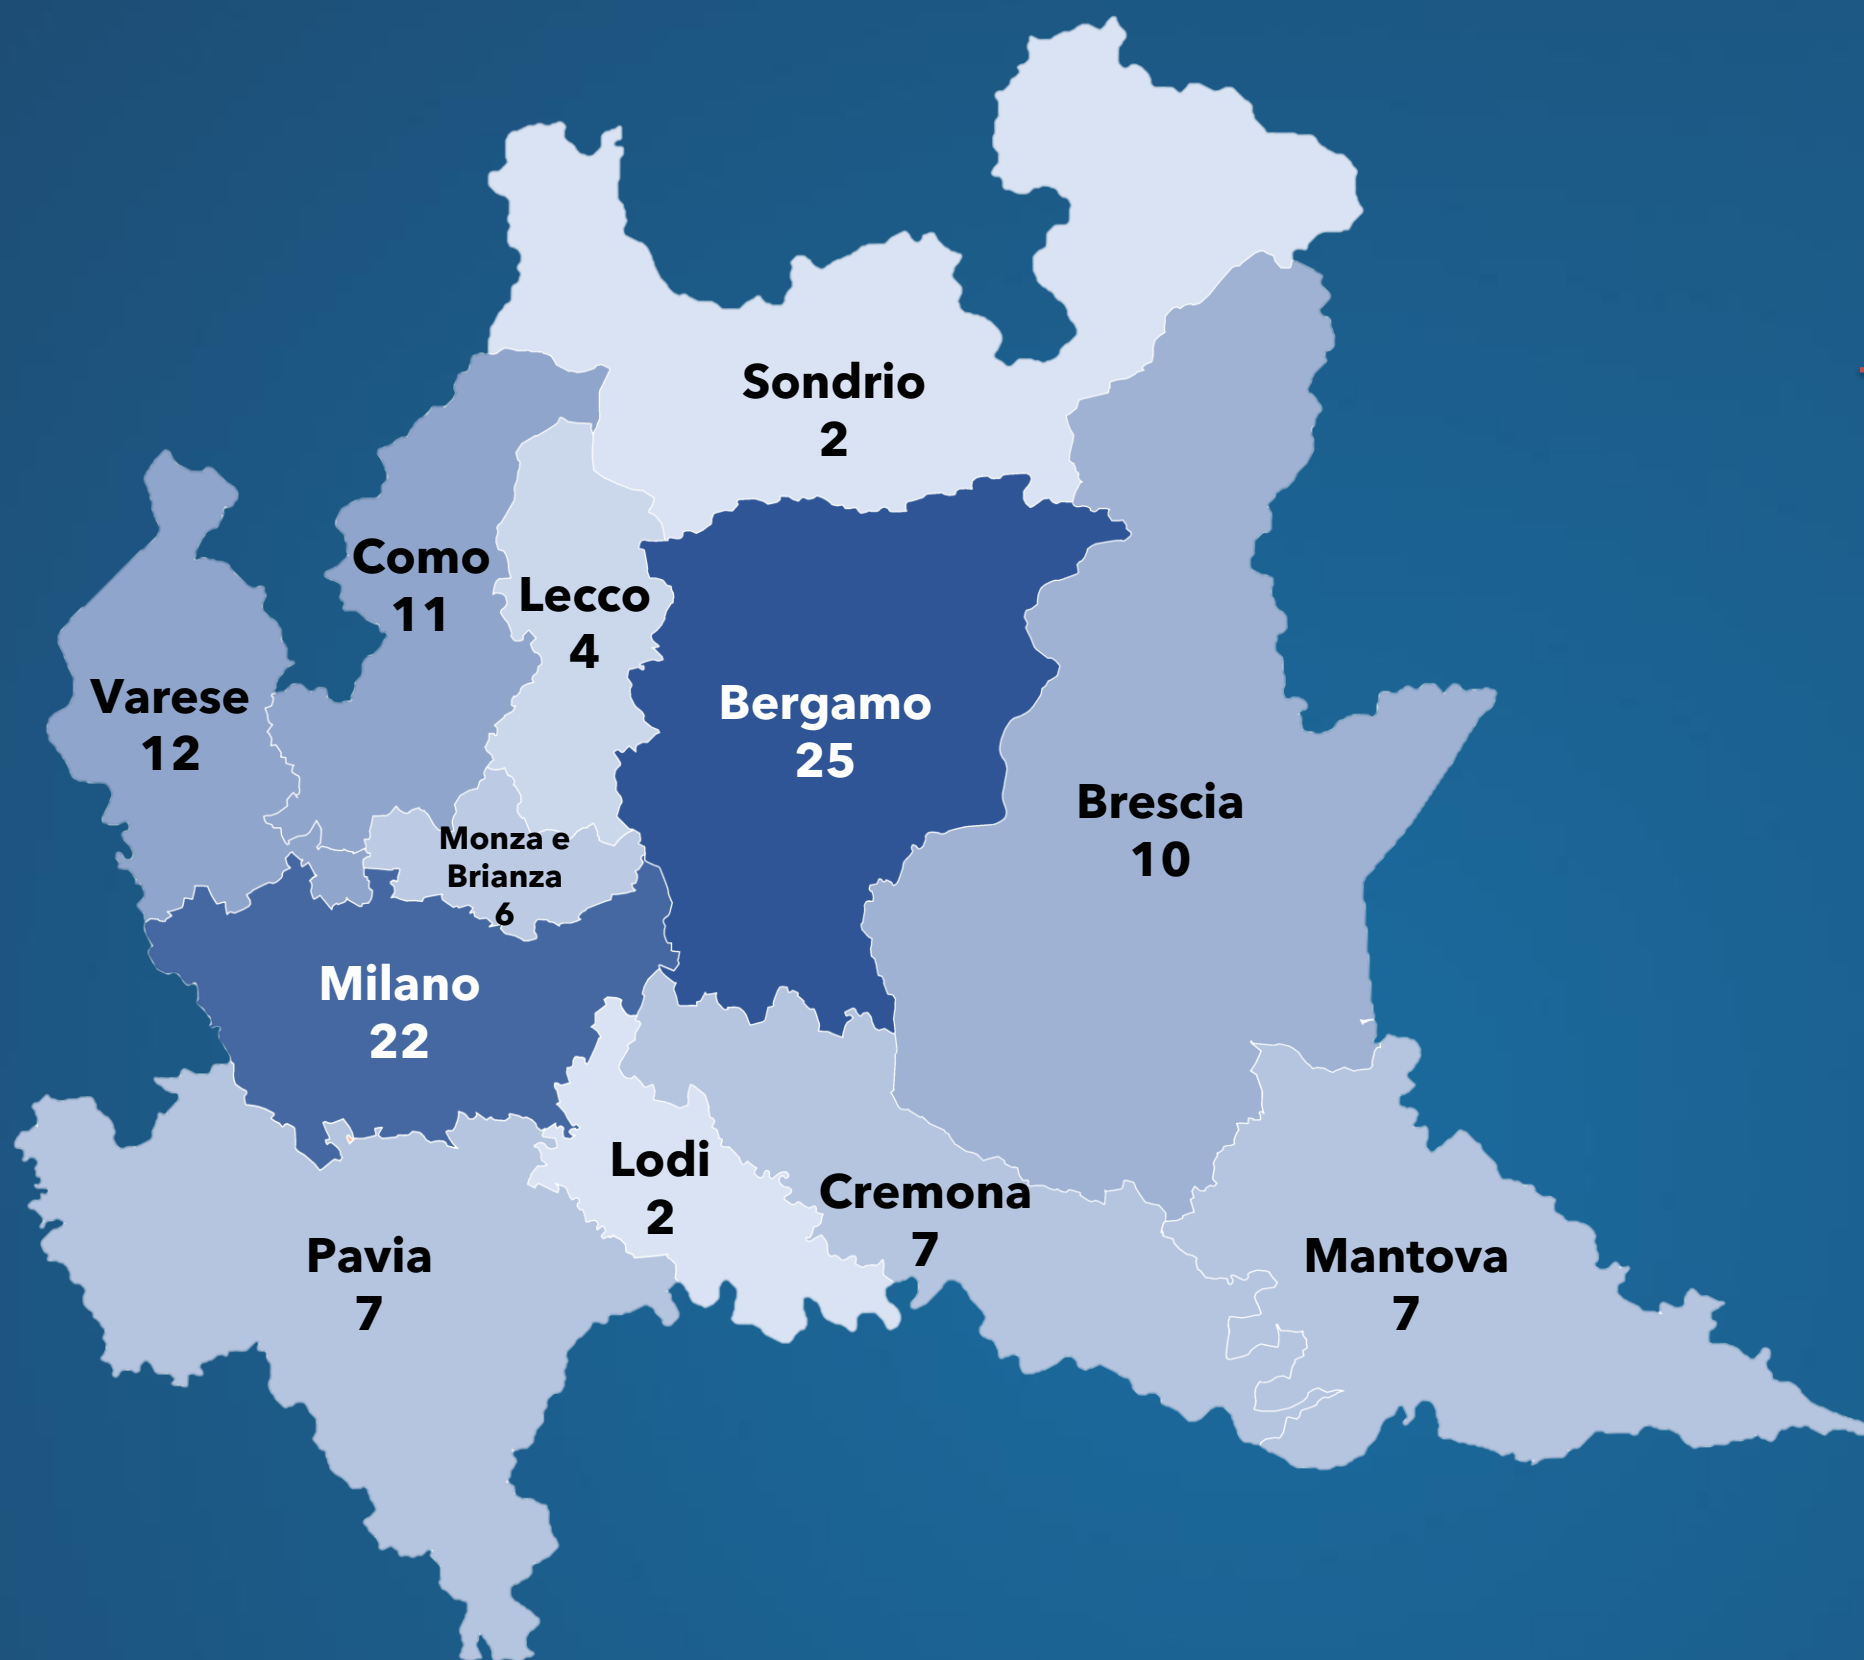 Sondrio
2
Como
11
Lecco
4
Varese
12
Bergamo
25
Brescia
10
Monza e
Brianza
6
Milano
22
Lodi
2
Cremona
7
Pavia
7
Mantova
7